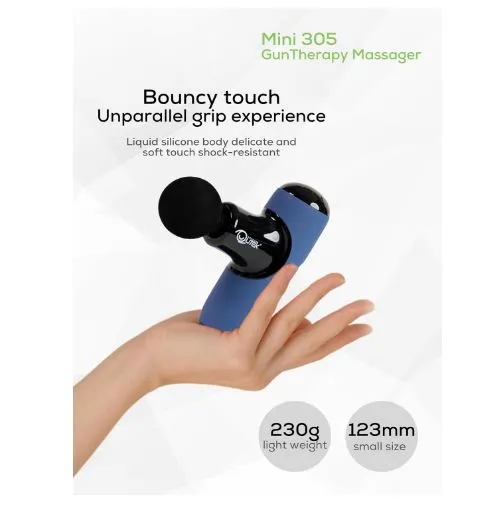 Mini 305
GunTherapy Massager
Bouncy touch
Unparallel grip experience
Liquid silicone body delicate and
soft touch shock-resistant
230g
light weight
123mm
small size